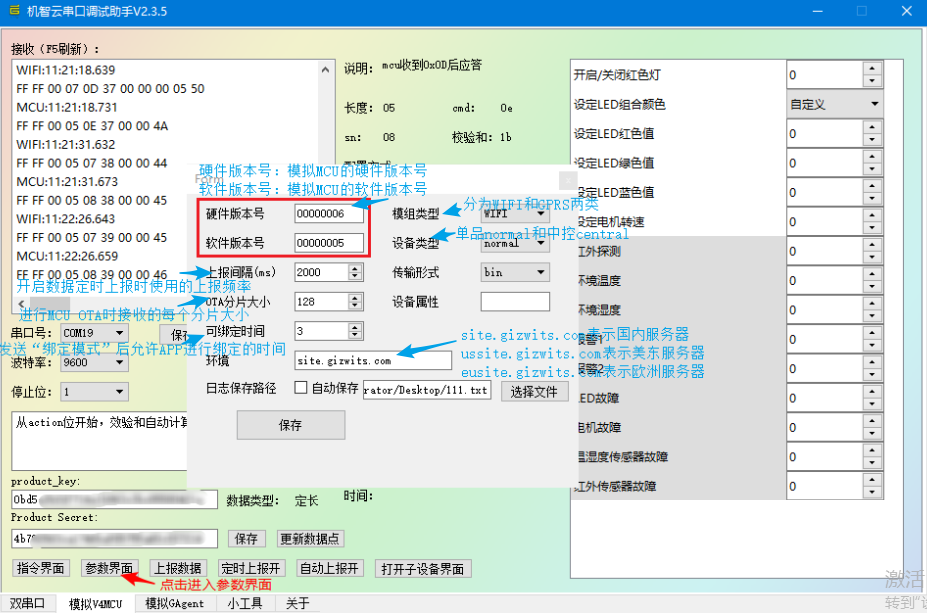 机智云串口调试助手V2.3.5
接收（F5刷新）:
WIFI:11:21:18.639
FF FF 00 07 0D 37 00 00 00 05 50
MCU:11:21:18.731
FF FF 00 05 0E 37 00 00 4A
WIFI:11:21:31.632
FF FF 00 05 07 38 00 00 44
MCU:11:21:31.673
FF FF 00 05 08 38 00 00 45
WIFI:11:22:26.643
FF FF 00 05 07 39 00 00 45
MCU:11:22:26.659
FF FF 00 05 08 39 00 00 46
说明: mcu收到0x0D后应答
长度: 05 cmd: 0e
sn: 08 校验和: 1b
开启/关闭红色灯 0
设定LED组合颜色 自定义
设定LED红色值 0
设定LED绿色值 0
设定LED蓝色值 0
设定电机转速 0
红外探测 0
环境温度 0
环境湿度 0
0
0
LED故障 0
电机故障 0
温湿度传感器故障 0
红外传感器故障 0
硬件版本号: 模拟MCU的硬件版本号
软件版本号: 模拟MCU的软件版本号
硬件版本号 00000006
软件版本号 00000005
上报间隔(ms) 2000
OTA分片大小 128
可绑定时间 3
环境 site.gizwits.com
日志保存路径 自动保存 rator/Desktop/111.txt 选择文件
保存
模组类型 WIFI
设备类型 normal
传输形式 bin
设备属性
分为WIFI和GPRS两类
单品normal和中控central
开启数据定时上报时使用的上报频率
进行MCU OTA时接收的每个分片大小
发送“绑定模式”后允许APP进行绑定的时间
site.gizwits.com表示国内服务器
ussite.gizwits.com表示美东服务器
eusite.gizwits.com表示欧洲服务器
串口号: COM19
波特率: 9600
停止位: 1
从action位开始，效验和自动计算
product_key:
0bd5
数据类型: 定长 时间:
Product Secret:
保存 更新数据点
指令界面 参数界面 上报数据 定时上报开 自动上报开 打开子设备界面
点击进入参数界面
双串口 模拟V4MCU 模拟GAgent 小工具 关于
激活
转到"